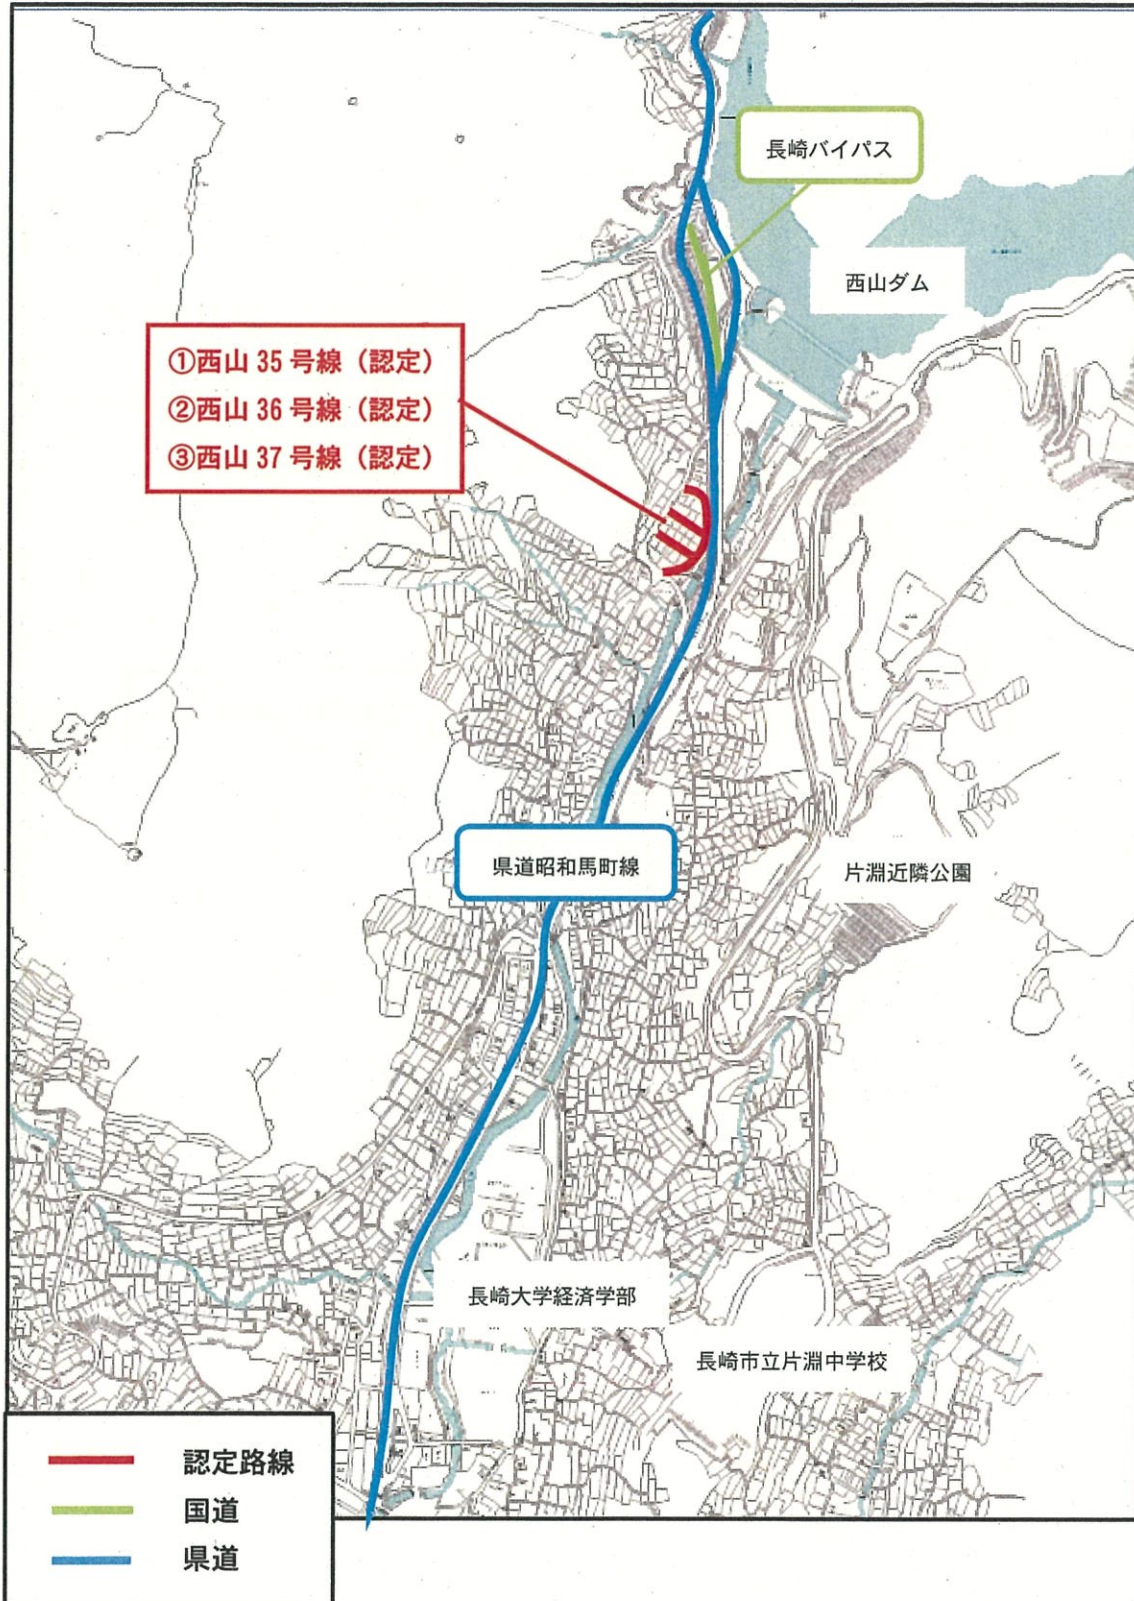 長崎バイパス
西山ダム
①西山 35 号線（認定）
②西山 36 号線（認定）
③西山 37 号線（認定）
県道昭和馬町線
片淵近隣公園
長崎大学経済学部
長崎市立片淵中学校
認定路線
国道
県道